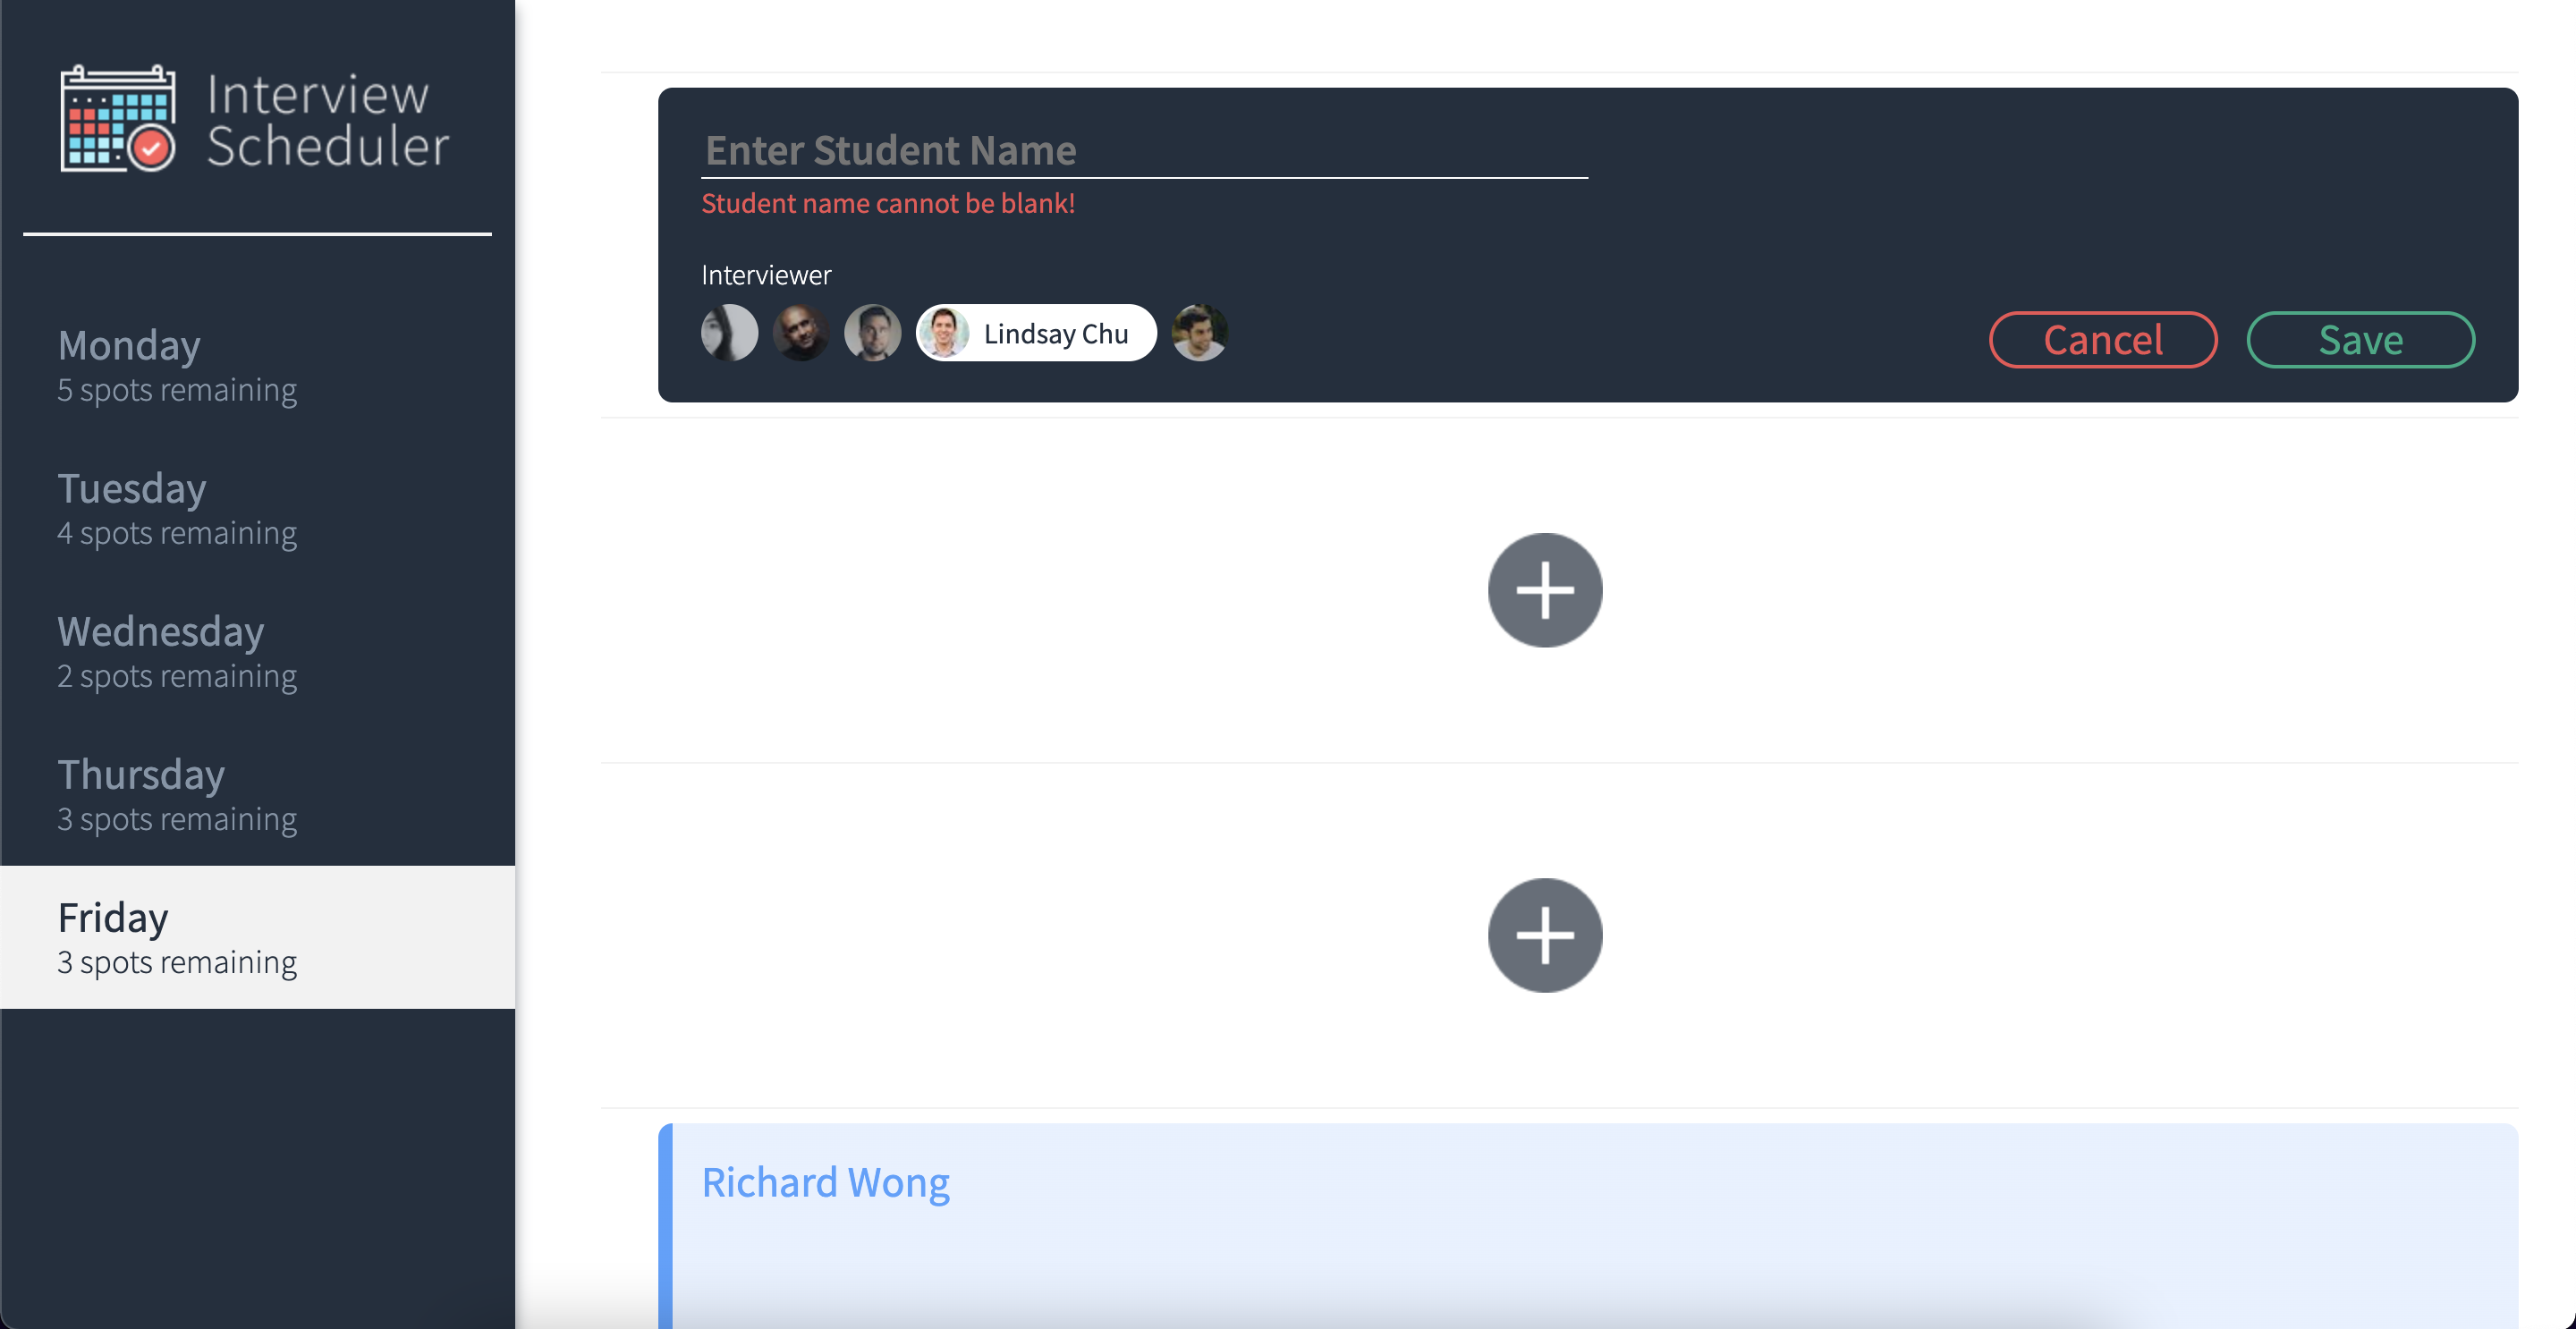 Interview
Scheduler
Monday
5 spots remaining
Tuesday
4 spots remaining
Wednesday
2 spots remaining
Thursday
3 spots remaining
Friday
3 spots remaining
Enter Student Name
Student name cannot be blank!
Interviewer
Lindsay Chu
Cancel
Save
Richard Wong